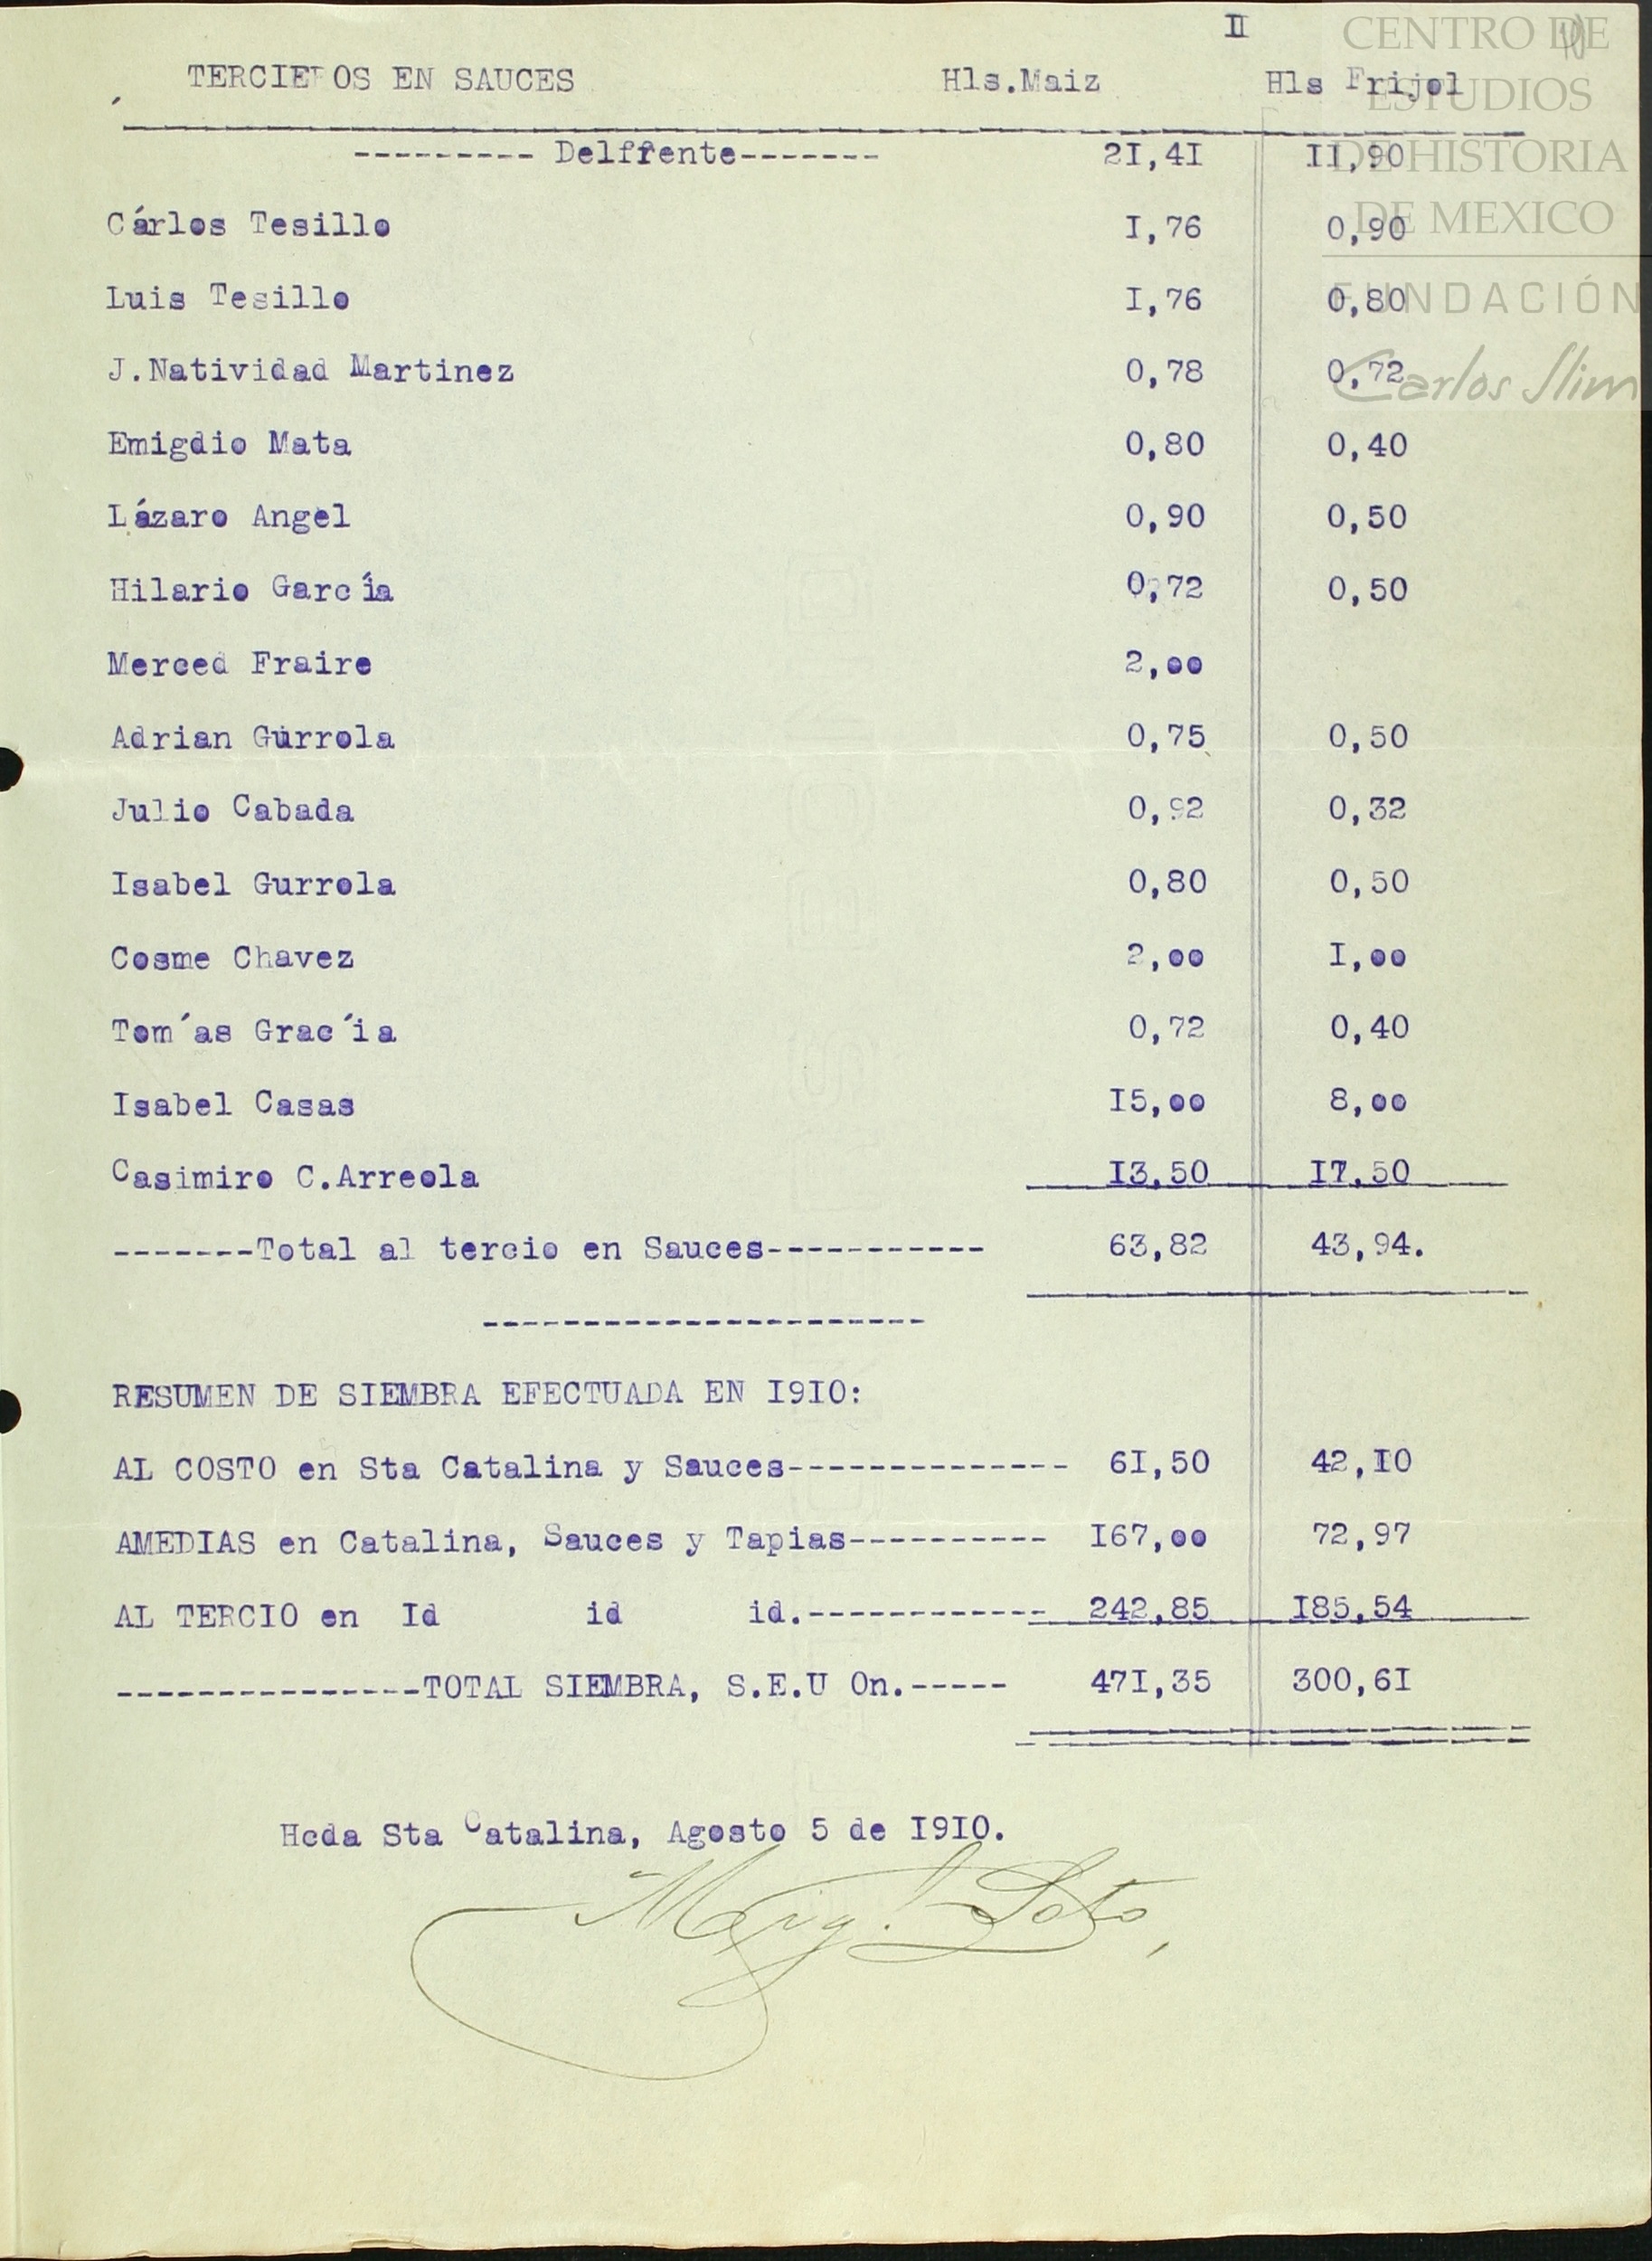 II
TERCIEROS EN SAUCES Hls.Maiz Hls Frijol
--------- Delffente------- 2I,4I II,90
Cárlos Tesillo I,76 0,90
Luis Tesillo I,76 0,80
J.Natividad Martinez 0,78 0,72
Emigdio Mata 0,80 0,40
Lázaro Angel 0,90 0,50
Hilario García 0,72 0,50
Merced Fraire 2,00
Adrian Gurrola 0,75 0,50
Julio Cabada 0,92 0,32
Isabel Gurrola 0,80 0,50
Cosme Chavez 2,00 I,00
Tom´as Grac´ia 0,72 0,40
Isabel Casas I5,00 8,00
Casimiro C.Arreola I3,50 I7,50
-------Total al tercio en Sauces----------- 63,82 43,94.
----------------------
RESUMEN DE SIEMBRA EFECTUADA EN I9I0:
AL COSTO en Sta Catalina y Sauces-------------- 6I,50 42,I0
AMEDIAS en Catalina, Sauces y Tapias---------- I67,00 72,97
AL TERCIO en Id id id.------------ 242,85 I85,54
---------------TOTAL SIEMBRA, S.E.U On.----- 47I,35 300,6I
Hcda Sta Catalina, Agosto 5 de I9I0.
Soto
CENTRO DE
ESTUDIOS
DE HISTORIA
DE MEXICO
FUNDACIÓN
Carlos Slim